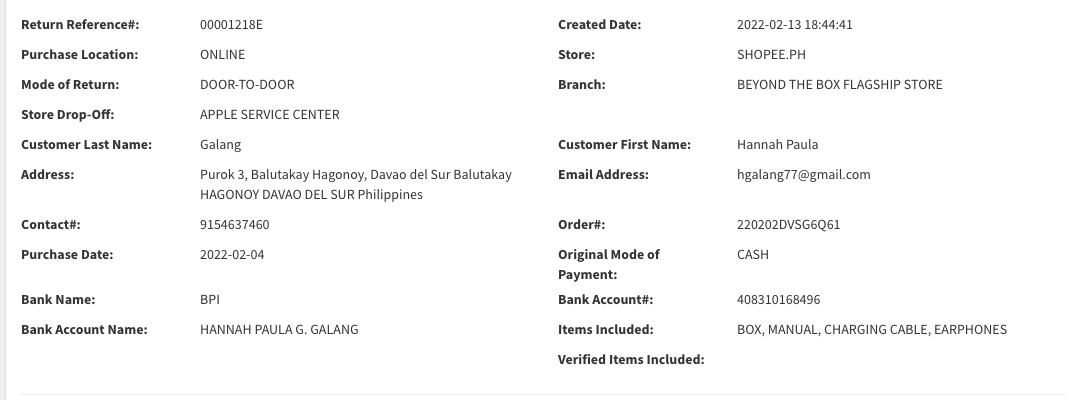 Return Reference#: 00001218E Created Date: 2022-02-13 18:44:41
Purchase Location: ONLINE Store: SHOPEE.PH
Mode of Return: DOOR-TO-DOOR Branch: BEYOND THE BOX FLAGSHIP STORE
Store Drop-Off: APPLE SERVICE CENTER
Customer Last Name: Galang Customer First Name: Hannah Paula
Address: Purok 3, Balutakay Hagonoy, Davao del Sur Balutakay Email Address: hgalang77@gmail.com
HAGONOY DAVAO DEL SUR Philippines
Contact#: 9154637460 Order#: 220202DVSG6Q61
Purchase Date: 2022-02-04 Original Mode of CASH
Payment:
Bank Name: BPI Bank Account#: 408310168496
Bank Account Name: HANNAH PAULA G. GALANG Items Included: BOX, MANUAL, CHARGING CABLE, EARPHONES
Verified Items Included: